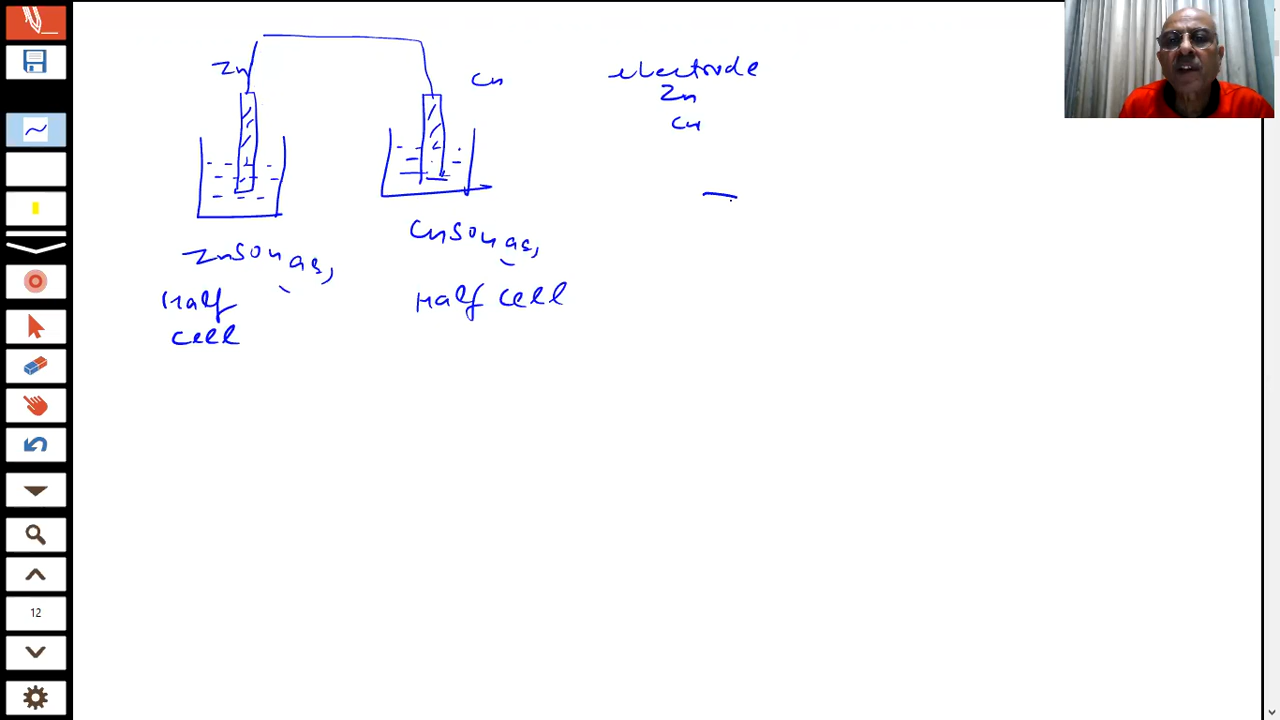 Zn
Cu
electrode
Zn
Cu
ZnSO4 aq,
CuSO4 aq,
Half
cell
Half cell
12